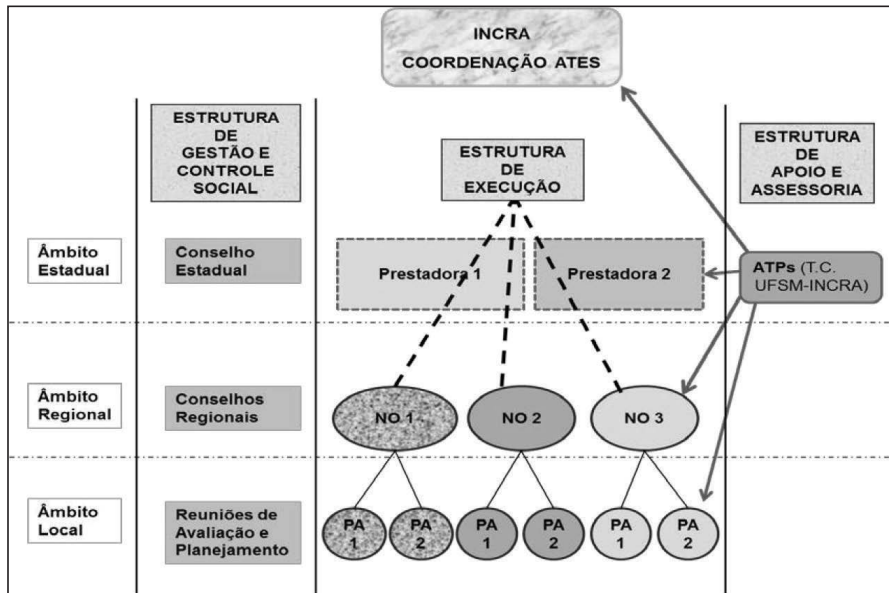 INCRA
COORDENAÇÃO ATES
ESTRUTURA
DE
GESTÃO E
CONTROLE
SOCIAL
ESTRUTURA
DE
EXECUÇÃO
ESTRUTURA
DE
APOIO E
ASSESSORIA
Âmbito
Estadual
Conselho
Estadual
Prestadora 1
Prestadora 2
ATPs (T.C.
UFSM-INCRA)
Âmbito
Regional
Conselhos
Regionais
NO 1
NO 2
NO 3
Âmbito
Local
Reuniões de
Avaliação e
Planejamento
PA
1
PA
2
PA
1
PA
2
PA
1
PA
2